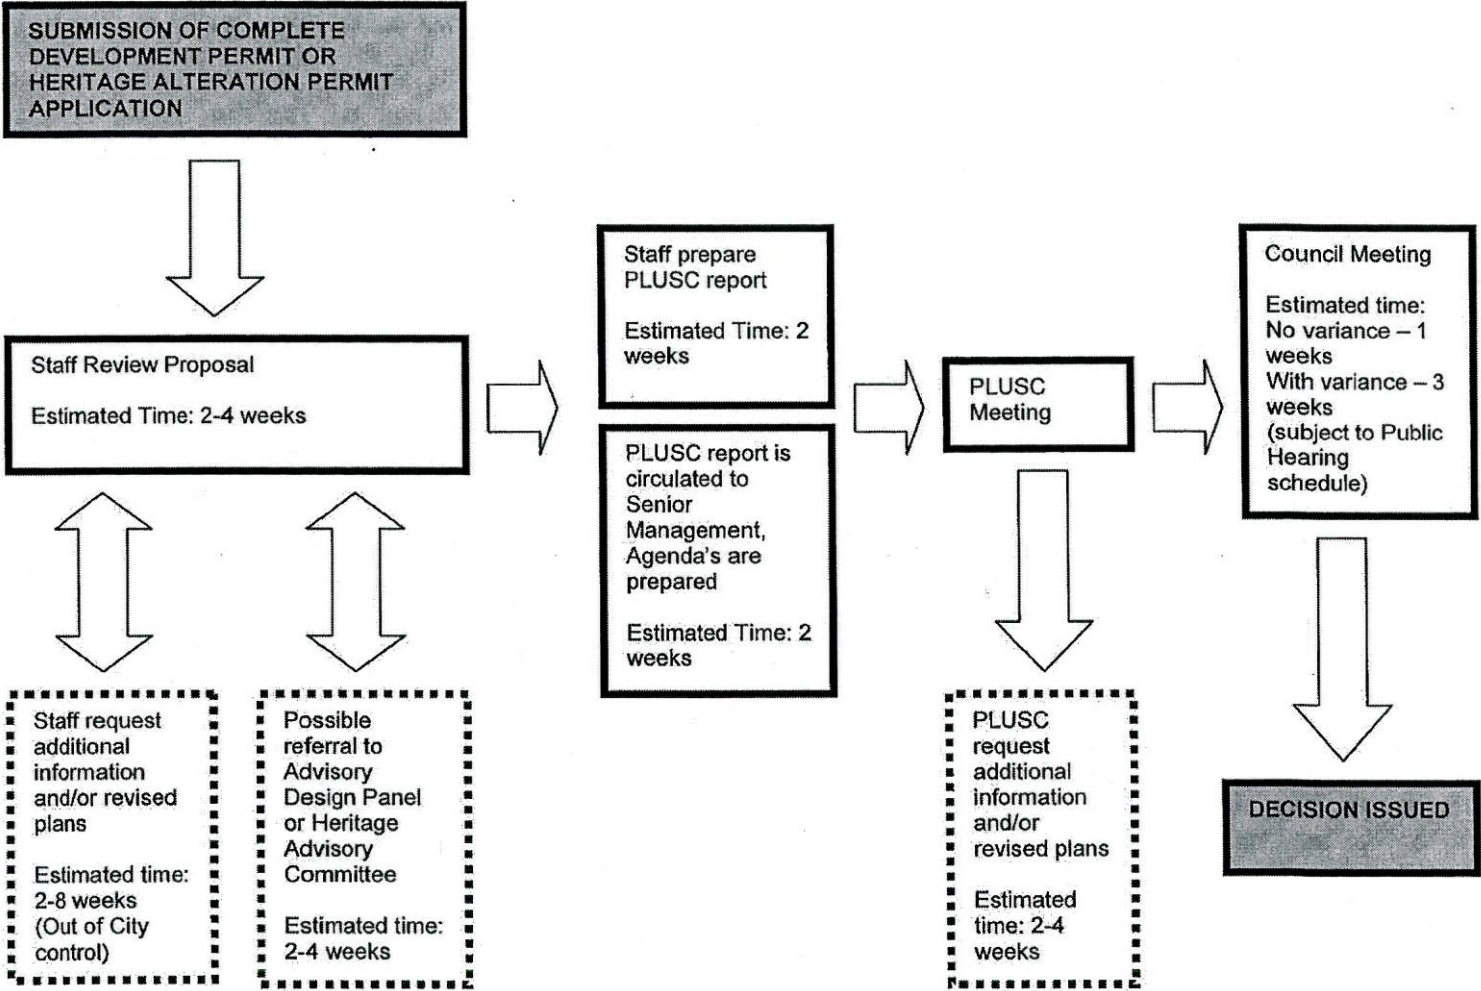 SUBMISSION OF COMPLETE
DEVELOPMENT PERMIT OR
HERITAGE ALTERATION PERMIT
APPLICATION
Staff Review Proposal
Estimated Time: 2-4 weeks
Staff request
additional
information
and/or revised
plans
Estimated time:
2-8 weeks
(Out of City
control)
Possible
referral to
Advisory
Design Panel
or Heritage
Advisory
Committee
Estimated time:
2-4 weeks
Staff prepare
PLUSC report
Estimated Time: 2
weeks
PLUSC report is
circulated to
Senior
Management,
Agenda's are
prepared
Estimated Time: 2
weeks
PLUSC
Meeting
PLUSC
request
additional
information
and/or
revised plans
Estimated
time: 2-4
weeks
Council Meeting
Estimated time:
No variance – 1
weeks
With variance – 3
weeks
(subject to Public
Hearing
schedule)
DECISION ISSUED